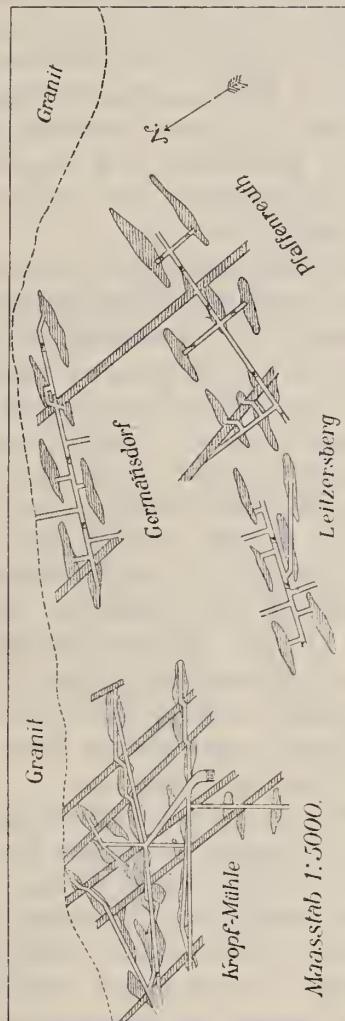 Granit
Granit
N.
Germansdorf
Pfaffenreuth
Leitzersberg
Kropf-Mühle
Maasstab 1:5000.